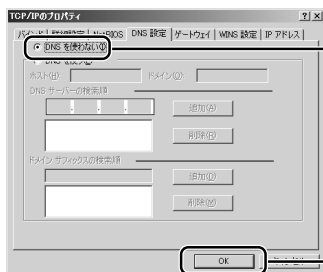 TCP/IPのプロパティ
バインド 詳細設定 NetBIOS DNS 設定 ゲートウェイ WINS 設定 IP アドレス
DNS を使わない(I)
DNS を使う(E)
ホスト(H): ドメイン(O):
DNS サーバーの検索順
追加(A)
削除(R)
ドメイン サフィックスの検索順
追加(D)
削除(M)
OK